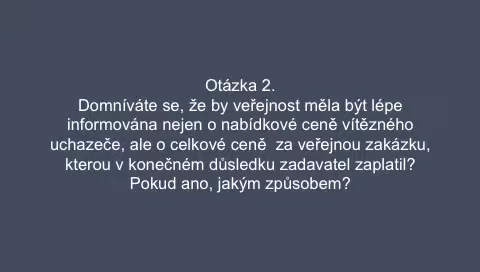 Otázka 2.
Domníváte se, že by veřejnost měla být lépe
informována nejen o nabídkové ceně vítězného
uchazeče, ale o celkové ceně za veřejnou zakázku,
kterou v konečném důsledku zadavatel zaplatil?
Pokud ano, jakým způsobem?